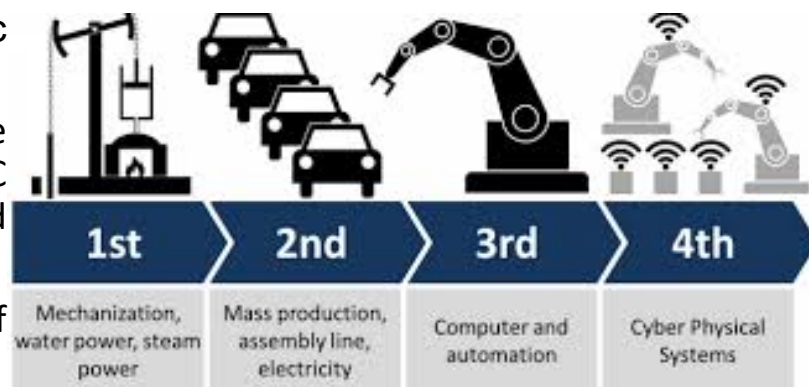 c
e
d
f
1st
2nd
3rd
4th
Mechanization,
water power, steam
power
Mass production,
assembly line,
electricity
Computer and
automation
Cyber Physical
Systems